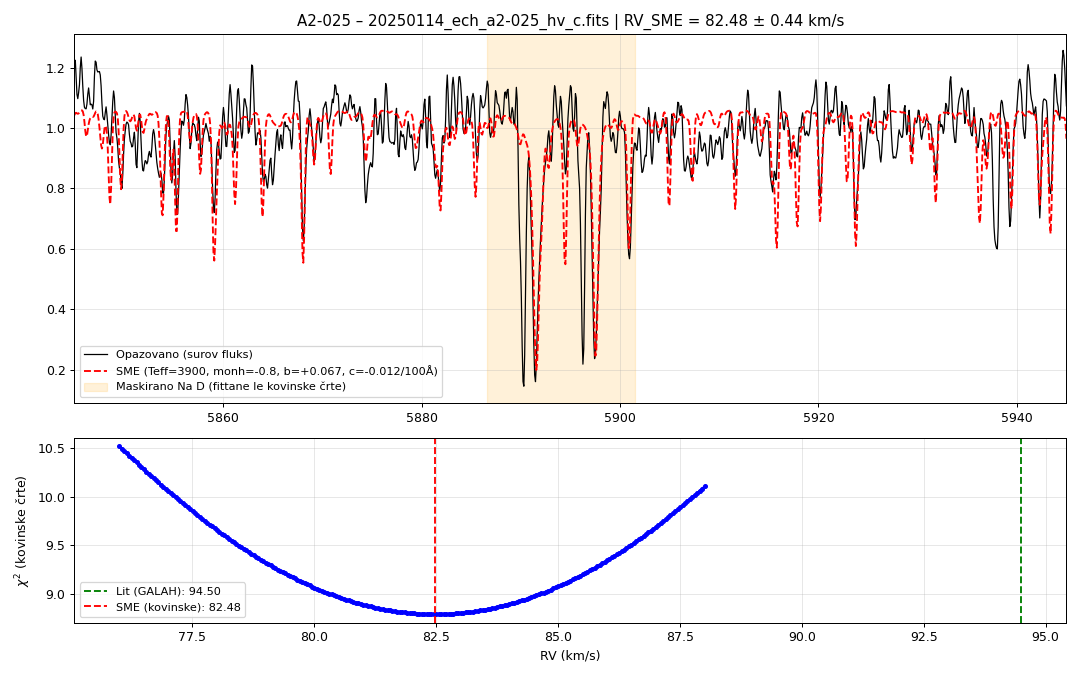 A2-025 – 20250114_ech_a2-025_hv_c.fits | RV_SME = 82.48 ± 0.44 km/s
1.2
1.0
0.8
0.6
0.4
0.2
Opazovano (surov fluks)
SME (Teff=3900, monh=-0.8, b=+0.067, c=-0.012/100Å)
Maskirano Na D (fittane le kovinske črte)
5860 5880 5900 5920 5940
10.5
10.0
9.5
9.0
χ² (kovinske črte)
Lit (GALAH): 94.50
SME (kovinske): 82.48
77.5 80.0 82.5 85.0 87.5 90.0 92.5 95.0
RV (km/s)